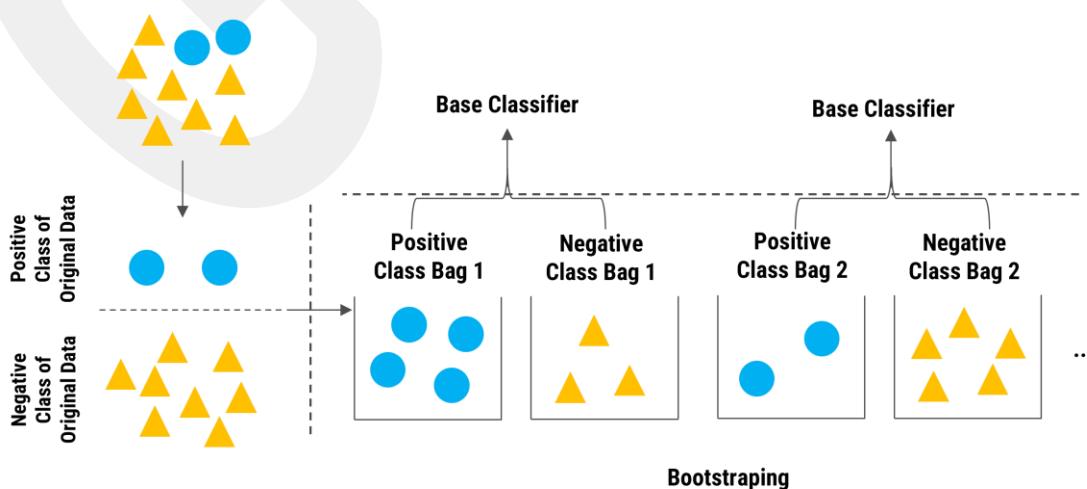 Base Classifier
Base Classifier
Positive
Class of
Original Data
Positive
Class Bag 1
Negative
Class Bag 1
Positive
Class Bag 2
Negative
Class Bag 2
Negative
Class of
Original Data
..
Bootstraping